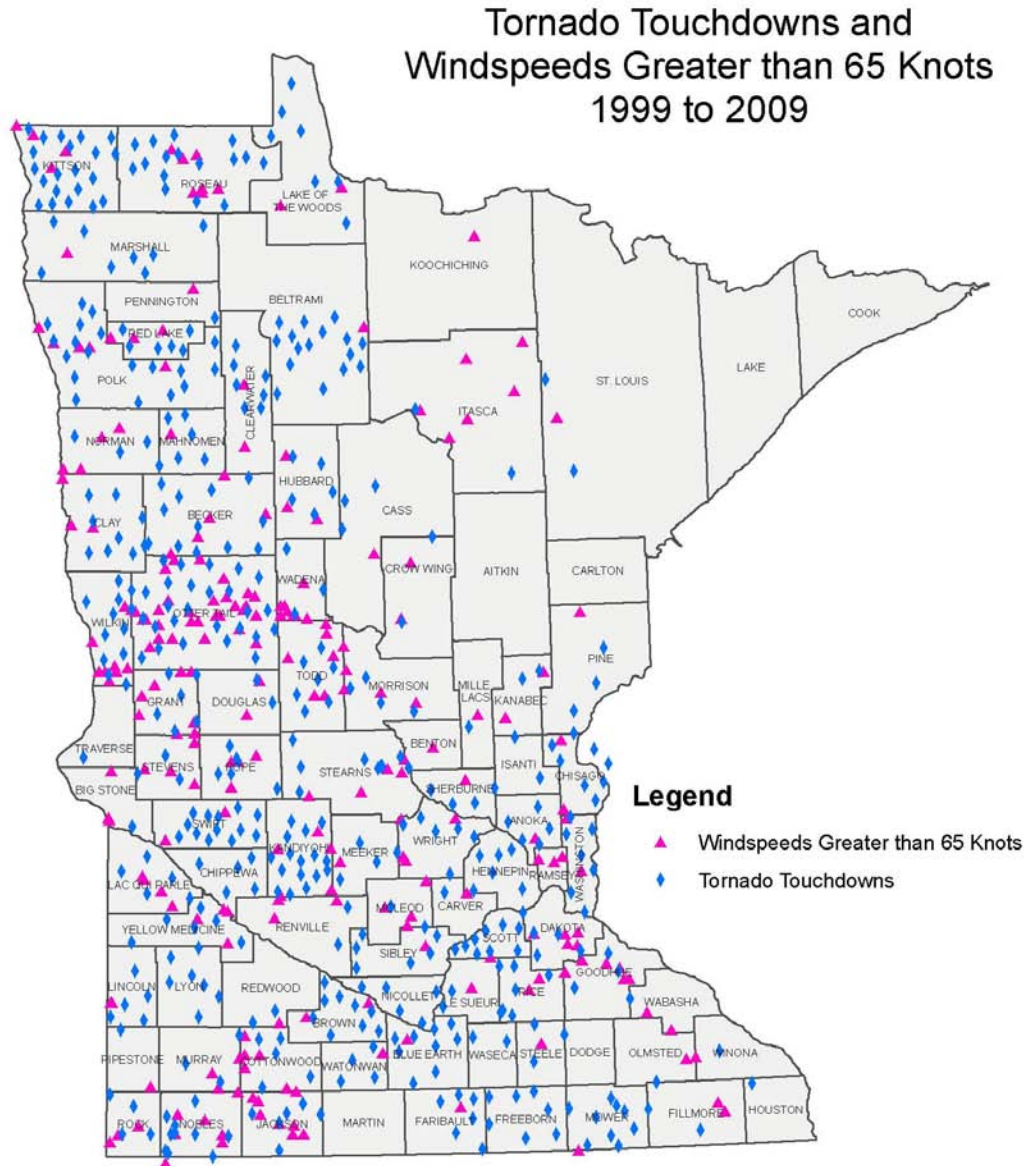 Tornado Touchdowns and
Windspeeds Greater than 65 Knots
1999 to 2009
KITTSON
ROSEAU
LAKE OF
THE WOODS
MARSHALL
KOOCHICHING
PENNINGTON
BELTRAMI
COOK
RED LAKE
LAKE
ST. LOUIS
POLK
CLEARWATER
ITASCA
NORMAN
MAHNOMEN
HUBBARD
CASS
BECKER
CLAY
CROW WING
AITKIN
CARLTON
WADENA
OTTER TAIL
WILKIN
PINE
TODD
MORRISON
MILLE
LACS
KANABEC
GRANT
DOUGLAS
TRAVERSE
BENTON
STEVENS
POPE
STEARNS
ISANTI
CHISAGO
BIG STONE
SHERBURNE
Legend
SWIFT
ANOKA
WRIGHT
WASHINGTON
Windspeeds Greater than 65 Knots
KANDIYOHI
MEEKER
CHIPPEWA
HENNEPIN
RAMSEY
Tornado Touchdowns
LAC QUI PARLE
MCLEOD
CARVER
YELLOW MEDICINE
RENVILLE
SCOTT
DAKOTA
SIBLEY
GOODHUE
LINCOLN
LYON
REDWOOD
NICOLLET
LE SUEUR
RICE
WABASHA
BROWN
PIPESTONE
MURRAY
COTTONWOOD
WATONWAN
BLUE EARTH
WASECA
STEELE
DODGE
OLMSTED
WINONA
ROCK
NOBLES
JACKSON
MARTIN
FARIBAULT
FREEBORN
MOWER
FILLMORE
HOUSTON